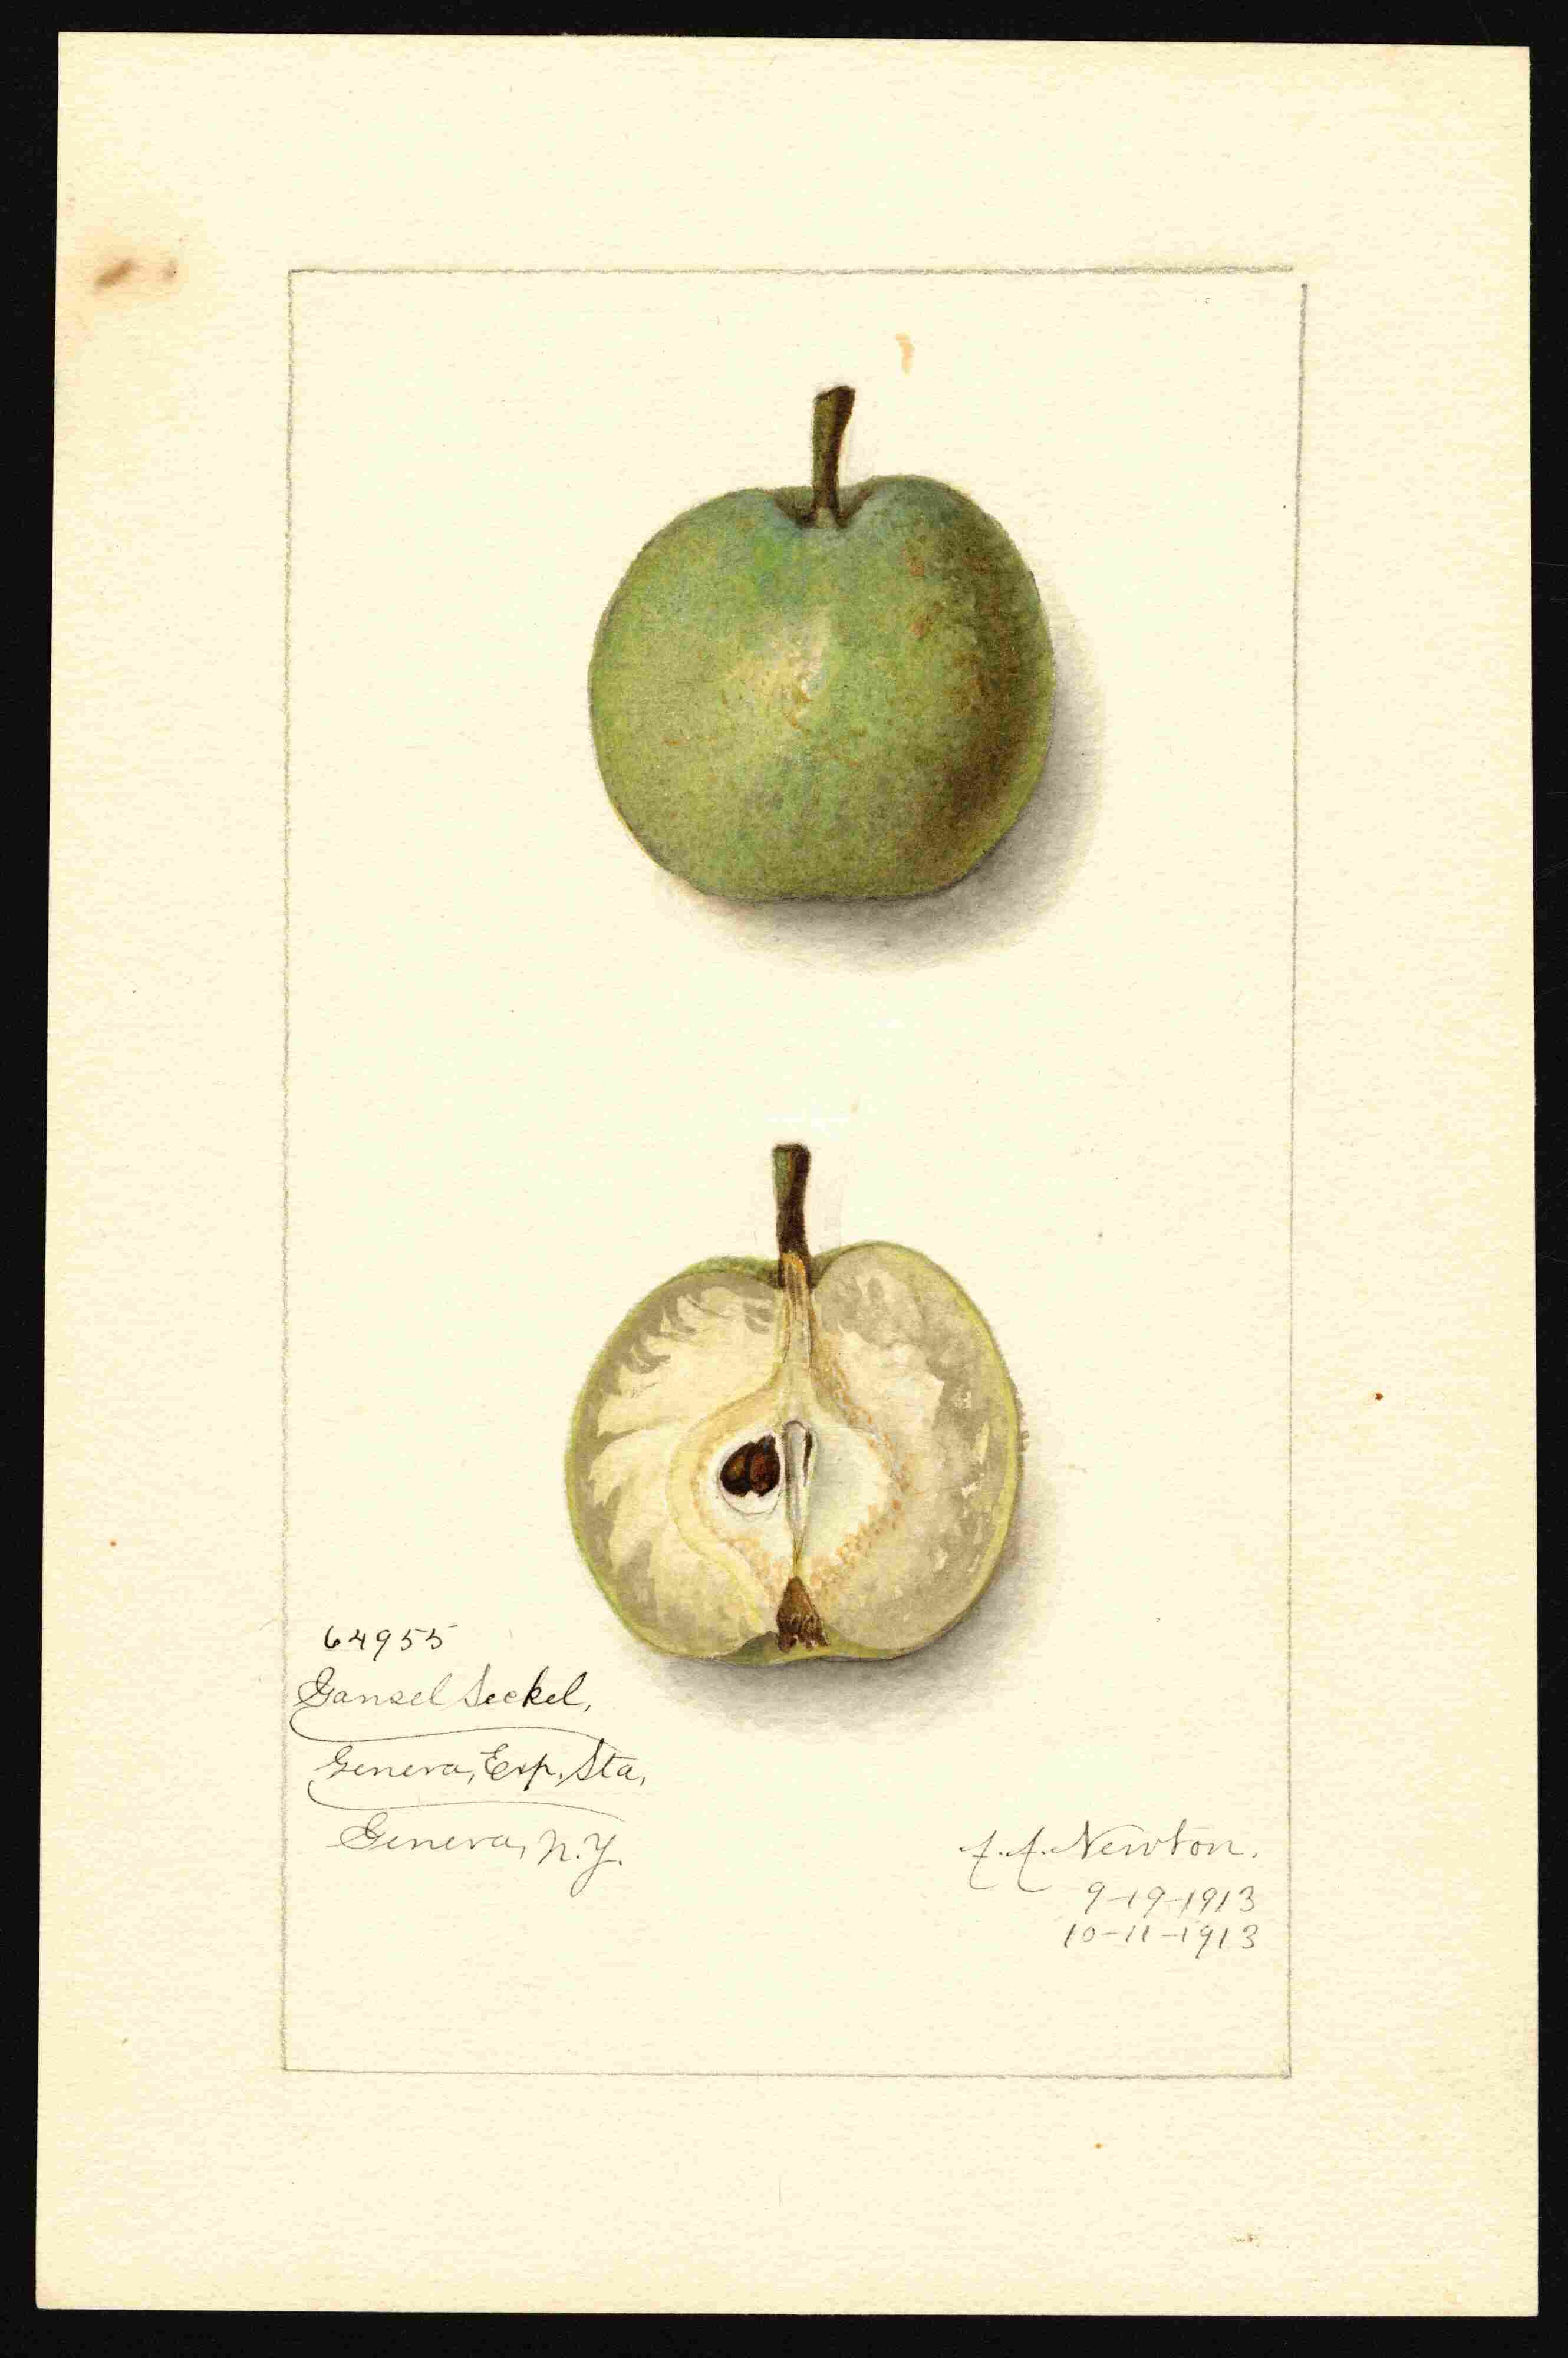 64955
Gansel Seckel,
Geneva, Exp. Sta,
Geneva, N.Y.
A. A. Newton.
9-19-1913
10-11-1913